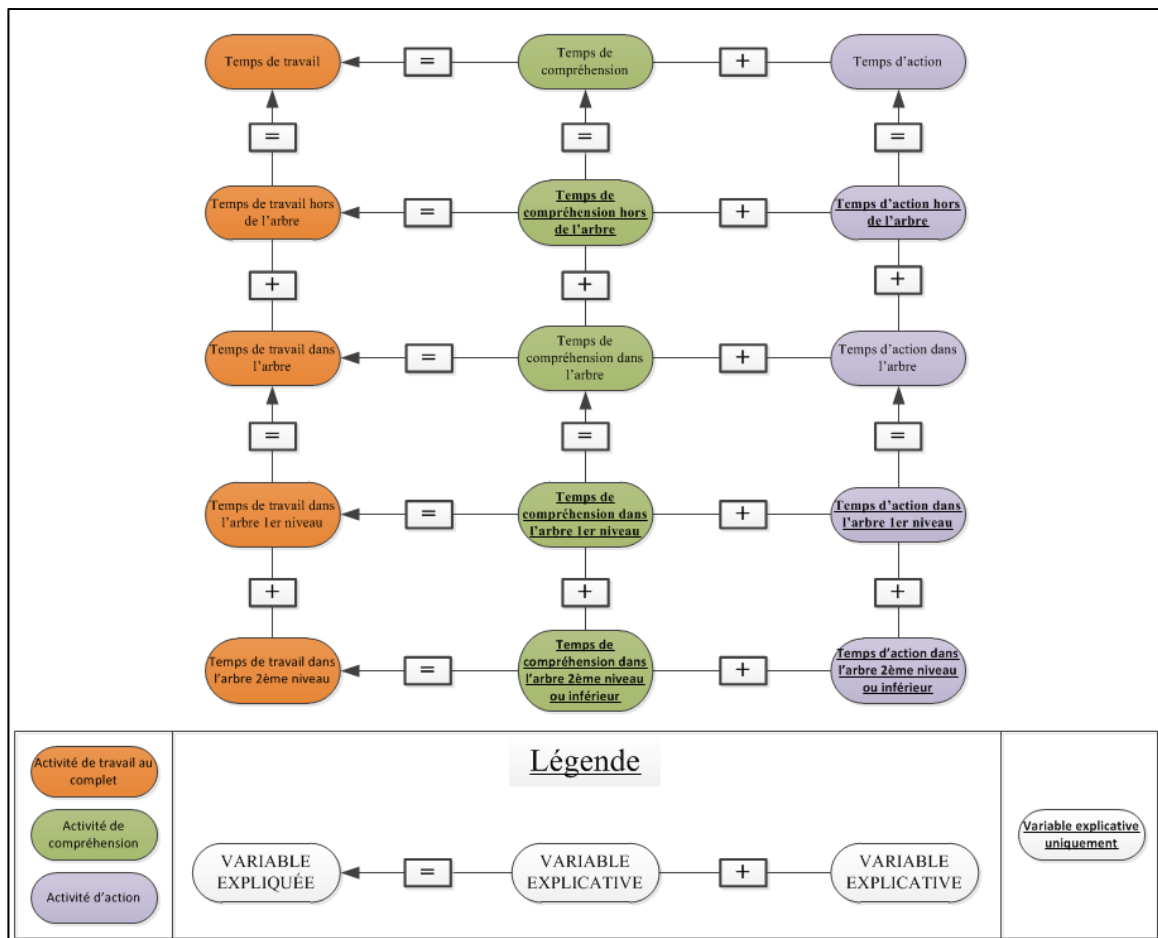 Temps de travail
=
Temps de
compréhension
+
Temps d'action
=
=
=
Temps de travail hors
de l'arbre
=
Temps de
compréhension hors
de l'arbre
+
Temps d'action hors
de l'arbre
+
+
+
Temps de travail dans
l'arbre
=
Temps de
compréhension dans
l'arbre
+
Temps d'action dans
l'arbre
=
=
=
Temps de travail dans
l'arbre 1er niveau
=
Temps de
compréhension dans
l'arbre 1er niveau
+
Temps d'action dans
l'arbre 1er niveau
+
+
+
Temps de travail dans
l'arbre 2ème niveau
=
Temps de
compréhension dans
l'arbre 2ème niveau
ou inférieur
+
Temps d'action dans
l'arbre 2ème niveau
ou inférieur
Activité de travail au
complet
Activité de
compréhension
Activité d'action
Légende
VARIABLE
EXPLIQUÉE
=
VARIABLE
EXPLICATIVE
+
VARIABLE
EXPLICATIVE
Variable explicative
uniquement